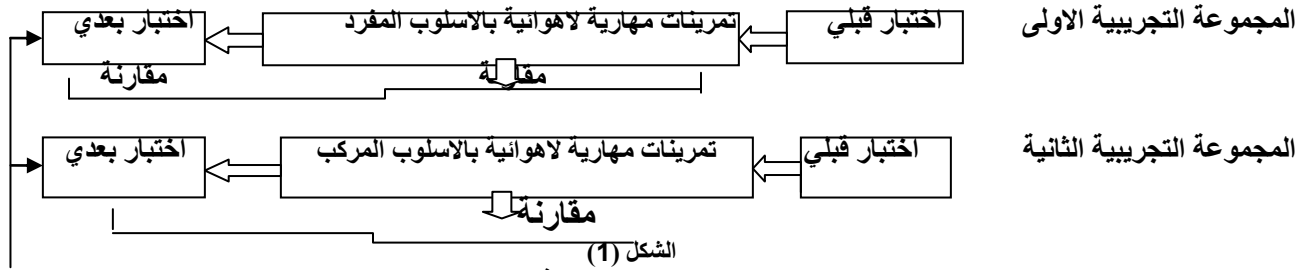 المجموعة التجريبية الاولى اختبار قبلي تمرينات مهارية لاهوائية بالاسلوب المفرد اختبار بعدي
مقارنة مقارنة
المجموعة التجريبية الثانية اختبار قبلي تمرينات مهارية لاهوائية بالاسلوب المركب اختبار بعدي
مقارنة
الشكل (1)